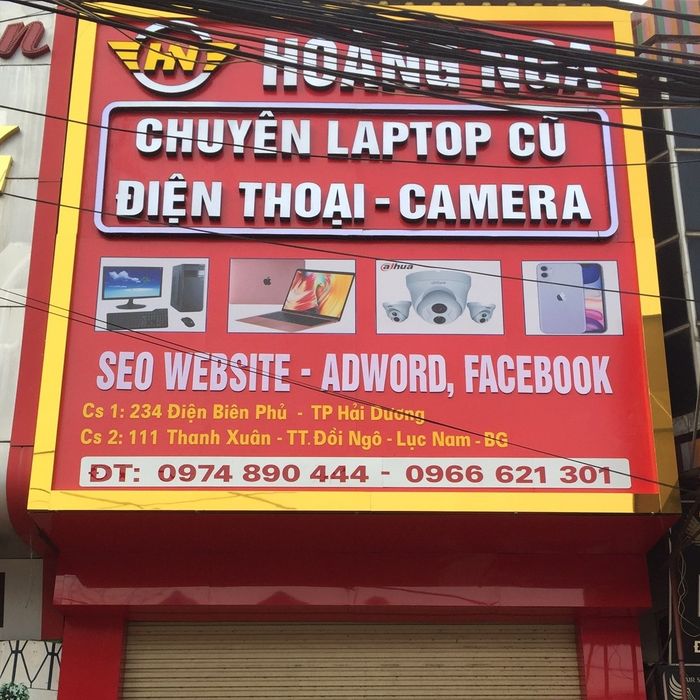 HN HOÀNG NGA
CHUYÊN LAPTOP CŨ
ĐIỆN THOẠI - CAMERA
alhua
SEO WEBSITE - ADWORD, FACEBOOK
Cs 1: 234 Điện Biên Phủ - TP Hải Dương
Cs 2: 111 Thanh Xuân - TT. Đồi Ngô - Lục Nam - BG
ĐT: 0974 890 444 - 0966 621 301